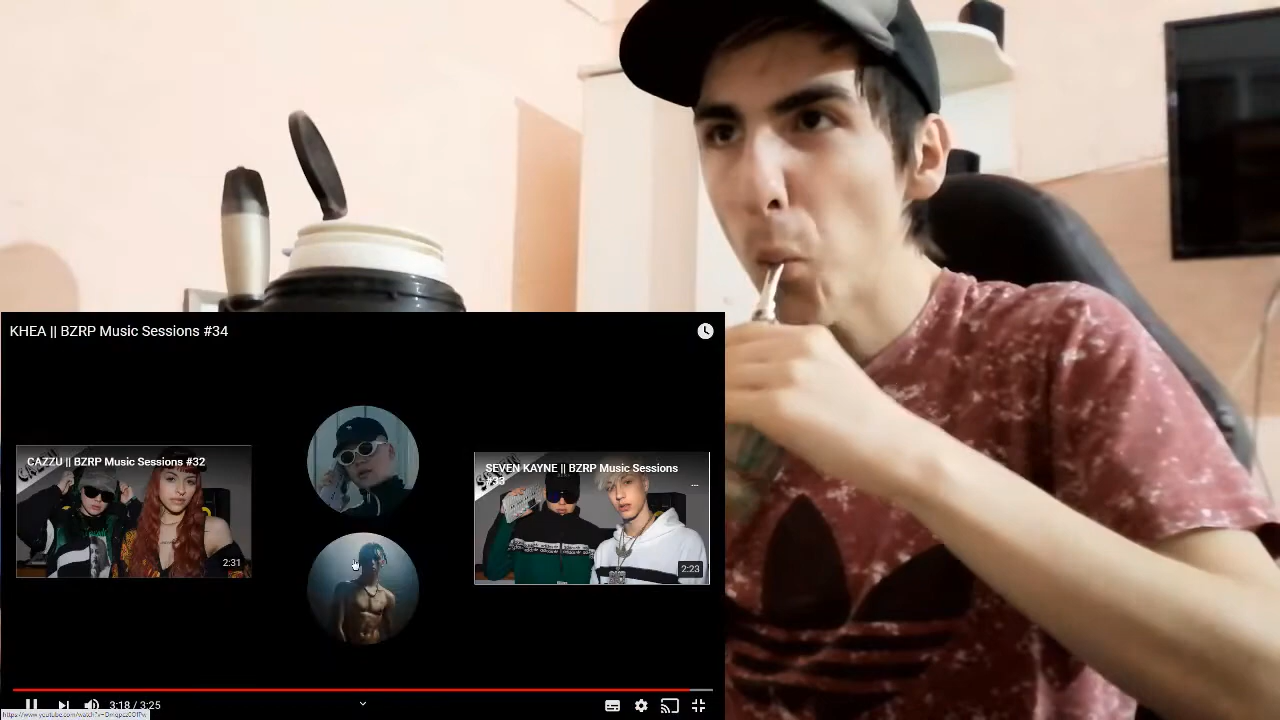 KHEA || BZRP Music Sessions #34
CAZZU || BZRP Music Sessions #32
2:31
SEVEN KAYNE || BZRP Music Sessions
#33
2:23
3:18 / 3:25